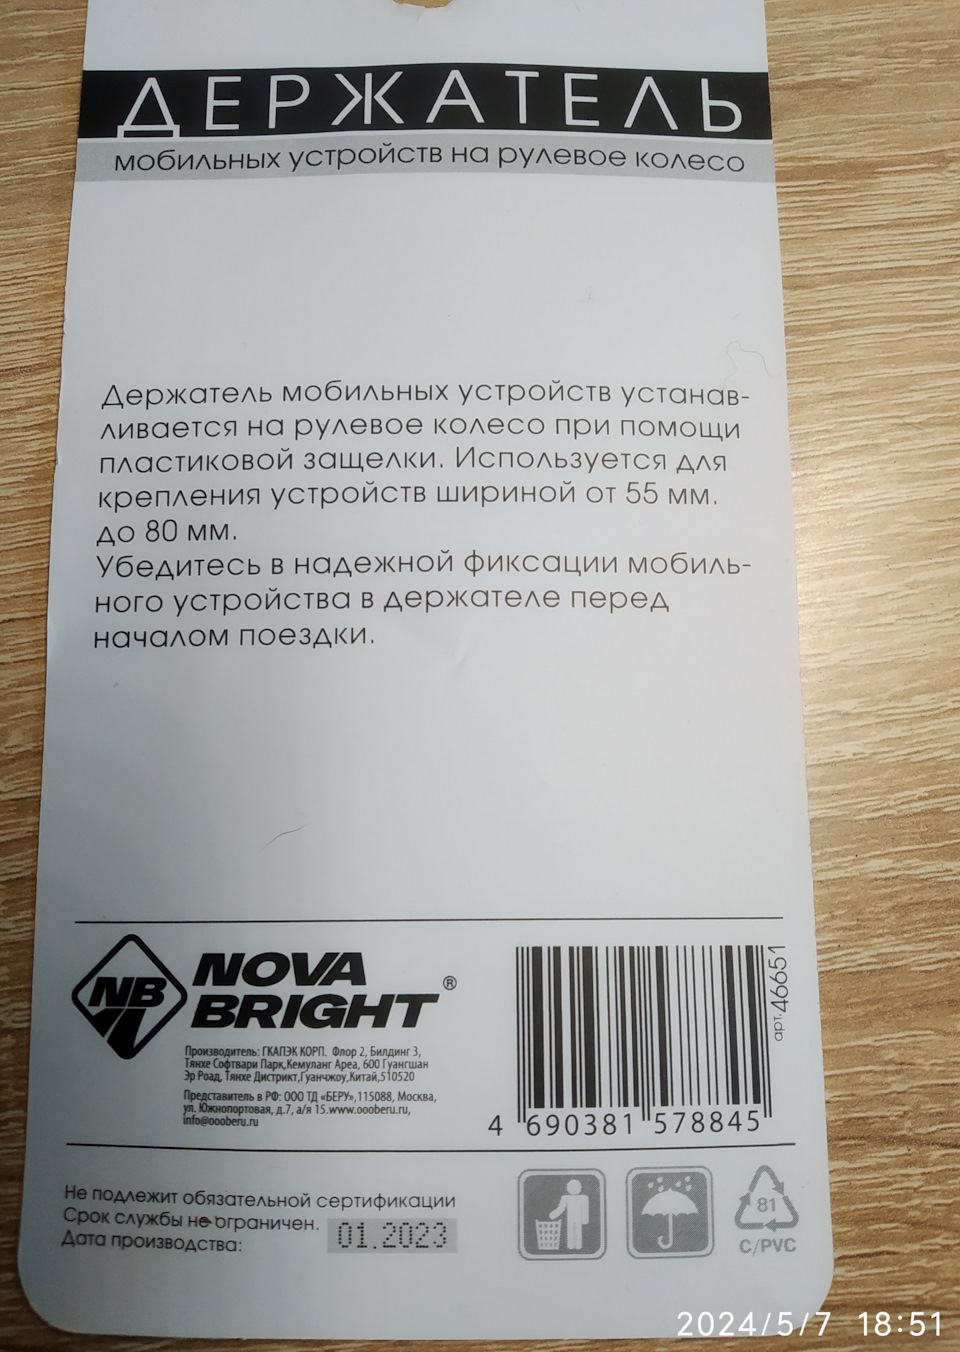 ДЕРЖАТЕЛЬ
мобильных устройств на рулевое колесо
Держатель мобильных устройств устанав-
ливается на рулевое колесо при помощи
пластиковой защелки. Используется для
крепления устройств шириной от 55 мм.
до 80 мм.
Убедитесь в надежной фиксации мобиль-
ного устройства в держателе перед
началом поездки.
NB
NOVA
BRIGHT®
Производитель: ГКАПЭК КОРП. Флор 2, Билдинг 3,
Тянхе Софтвари Парк,Кемуланг Ареа, 600 Гуангшан
Эр Роад, Тянхе Дистрикт,Гуанчжоу,Китай,510520
Представитель в РФ: ООО ТД «БЕРУ»,115088, Москва,
ул. Южнопортовая, д.7, а/я 15.www.oooberu.ru,
info@oooberu.ru
арт.46651
4 690381 578845
Не подлежит обязательной сертификации
Срок службы не ограничен.
Дата производства:
01.2023
81
C/PVC
2024/5/7 18:51